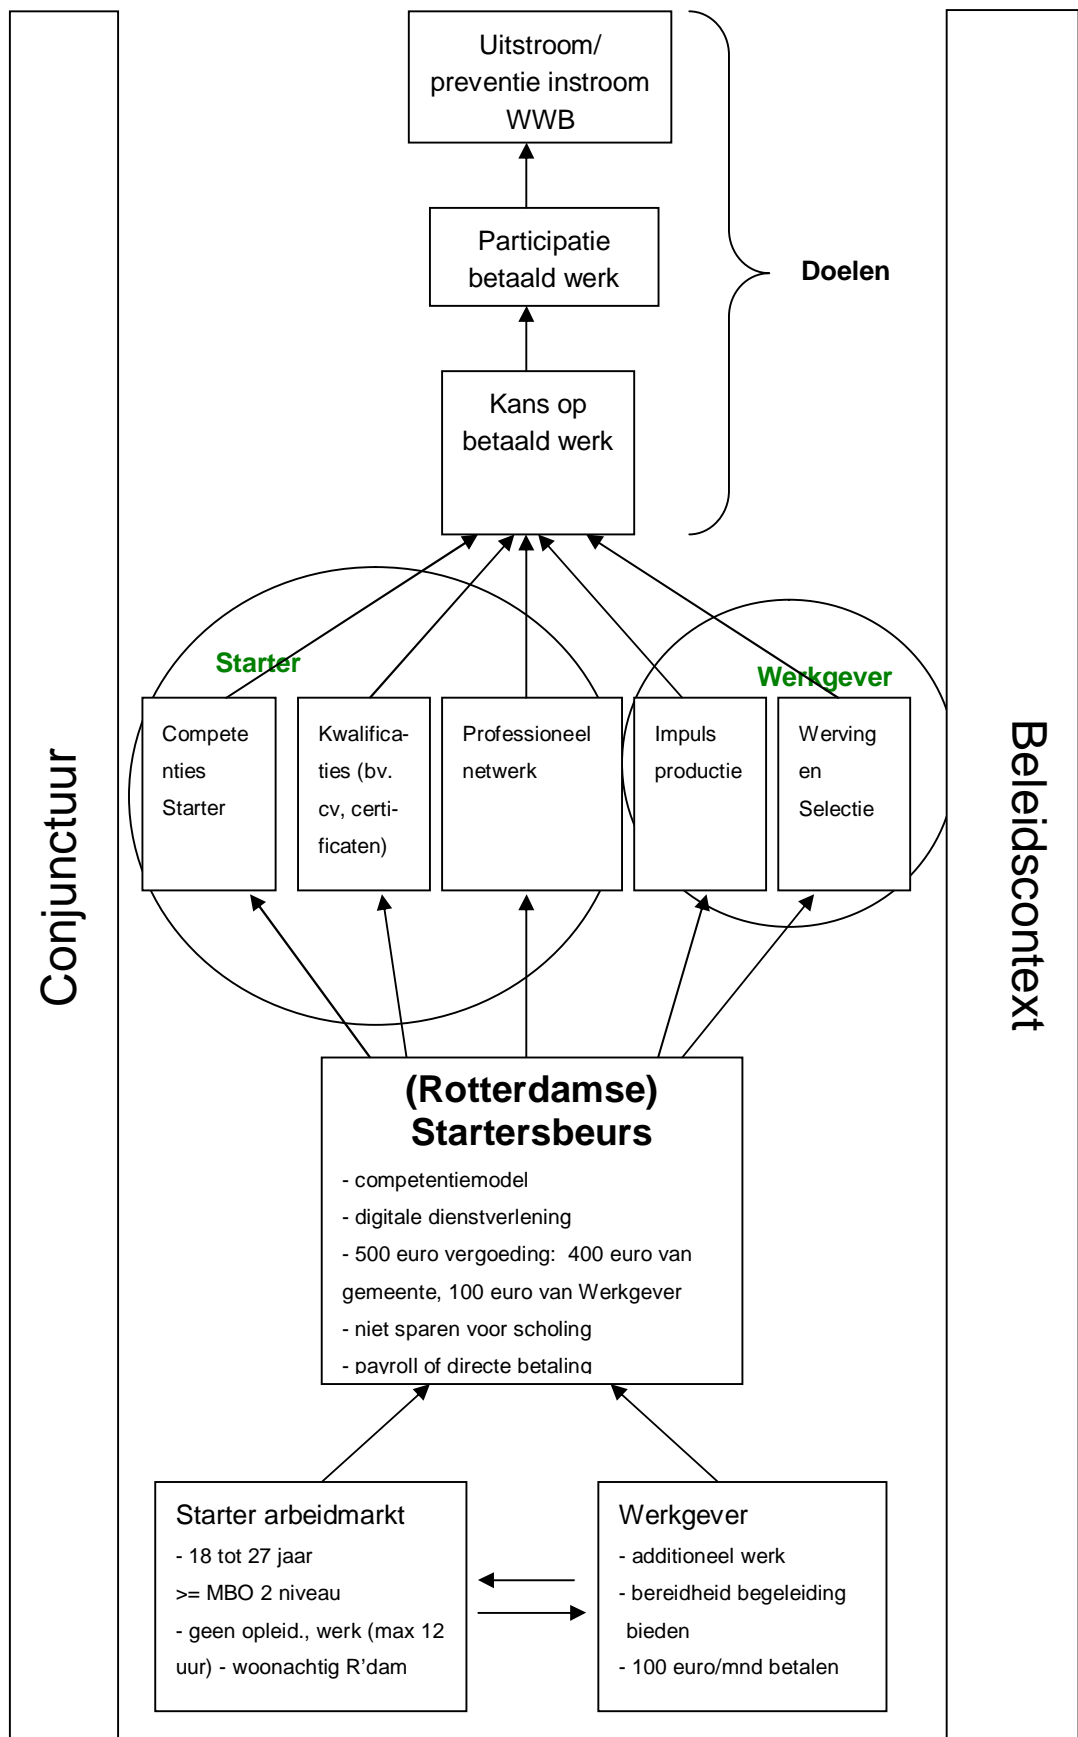 Uitstroom/
preventie instroom
WWB
Participatie
betaald werk
Doelen
Kans op
betaald werk
Starter
Werkgever
Compete
nties
Starter
Kwalifica-
ties (bv.
cv, certi-
ficaten)
Professioneel
netwerk
Impuls
productie
Werving
en
Selectie
Conjunctuur
Beleidscontext
(Rotterdamse)
Startersbeurs
- competentiemodel
- digitale dienstverlening
- 500 euro vergoeding:  400 euro van
gemeente, 100 euro van Werkgever
- niet sparen voor scholing
- payroll of directe betaling
Starter arbeidmarkt
- 18 tot 27 jaar
>= MBO 2 niveau
- geen opleid., werk (max 12
uur) - woonachtig R'dam
Werkgever
- additioneel werk
- bereidheid begeleiding
bieden
- 100 euro/mnd betalen